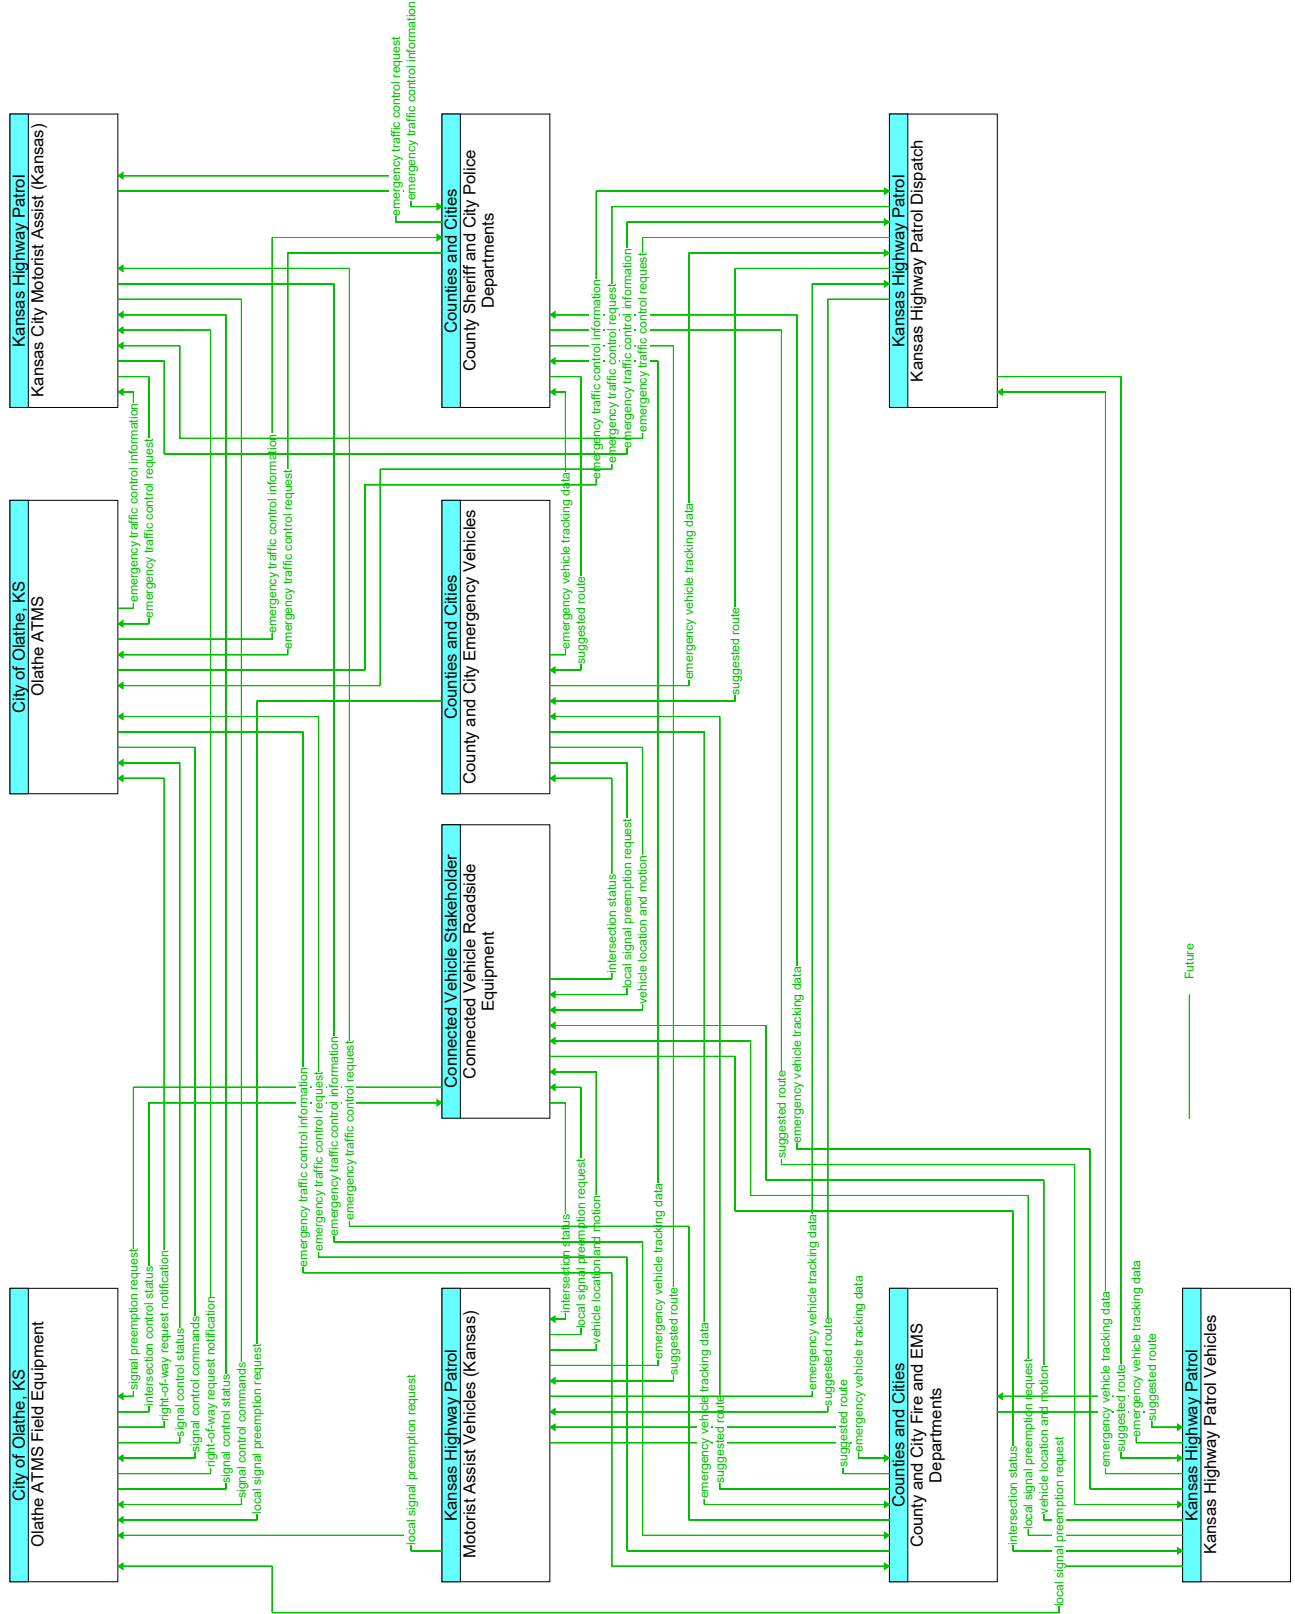 Kansas Highway Patrol
Kansas City Motorist Assist (Kansas)
City of Olathe, KS
Olathe ATMS
City of Olathe, KS
Olathe ATMS Field Equipment
Counties and Cities
County Sheriff and City Police
Departments
Counties and Cities
County and City Emergency Vehicles
Connected Vehicle Stakeholder
Connected Vehicle Roadside
Equipment
Kansas Highway Patrol
Motorist Assist Vehicles (Kansas)
Kansas Highway Patrol
Kansas Highway Patrol Dispatch
Counties and Cities
County and City Fire and EMS
Departments
Kansas Highway Patrol
Kansas Highway Patrol Vehicles
emergency traffic control request
emergency traffic control information
emergency traffic control information
emergency traffic control request
emergency traffic control information
emergency traffic control request
emergency traffic control information
emergency traffic control request
emergency traffic control information
emergency traffic control request
emergency vehicle tracking data
suggested route
emergency vehicle tracking data
suggested route
intersection status
local signal preemption request
vehicle location and motion
emergency traffic control information
emergency traffic control request
emergency traffic control information
emergency traffic control request
signal preemption request
intersection control status
right-of-way request notification
signal control status
signal control commands
right-of-way request notification
signal control status
signal control commands
local signal preemption request
local signal preemption request
intersection status
local signal preemption request
vehicle location and motion
emergency vehicle tracking data
suggested route
emergency vehicle tracking data
suggested route
suggested route
emergency vehicle tracking data
emergency vehicle tracking data
suggested route
suggested route
emergency vehicle tracking data
intersection status
local signal preemption request
vehicle location and motion
local signal preemption request
emergency vehicle tracking data
suggested route
emergency vehicle tracking data
suggested route
Future